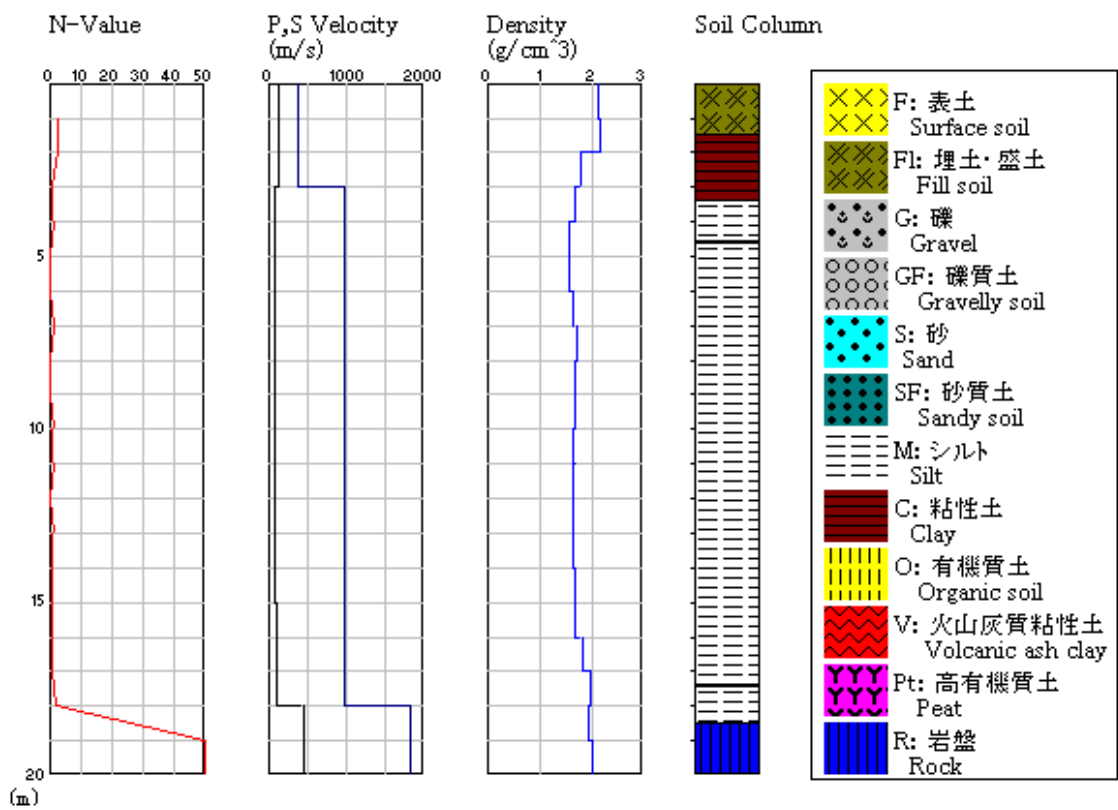 N-Value
P,S Velocity
(m/s)
Density
(g/cm^3)
Soil Column
0 10 20 30 40 50
0 1000 2000
0 1 2 3
5
10
15
20
(m)
F: 表土
Surface soil
Fl: 埋土・盛土
Fill soil
G: 礫
Gravel
GF: 礫質土
Gravelly soil
S: 砂
Sand
SF: 砂質土
Sandy soil
M: シルト
Silt
C: 粘性土
Clay
O: 有機質土
Organic soil
V: 火山灰質粘性土
Volcanic ash clay
Pt: 高有機質土
Peat
R: 岩盤
Rock